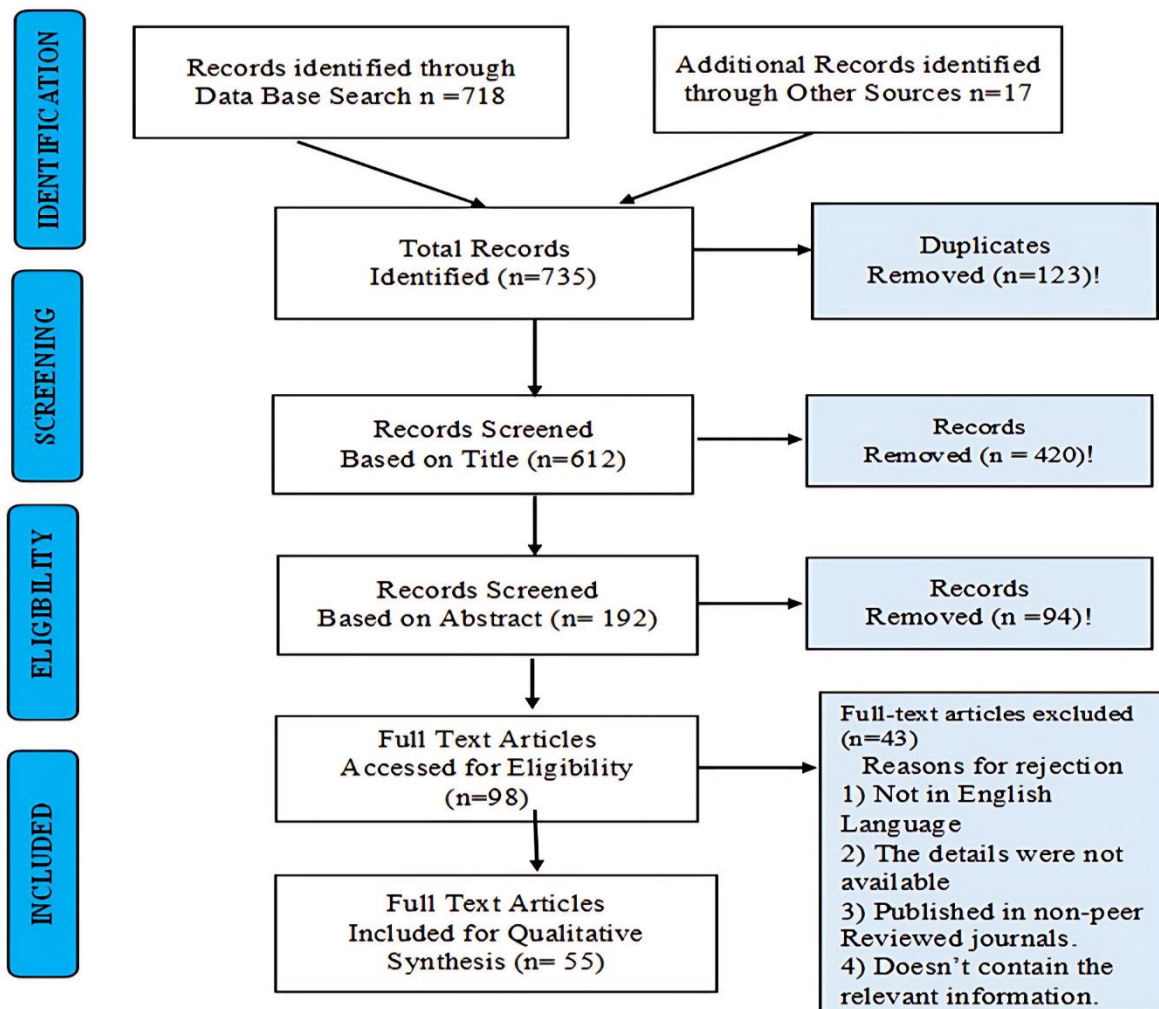 IDENTIFICATION
Records identified through
Data Base Search n =718
Additional Records identified
through Other Sources n=17
Total Records
Identified (n=735)
Duplicates
Removed (n=123)!
SCREENING
Records Screened
Based on Title (n=612)
Records
Removed (n = 420)!
ELIGIBILITY
Records Screened
Based on Abstract (n= 192)
Records
Removed (n =94)!
Full Text Articles
Accessed for Eligibility
(n=98)
Full-text articles excluded
(n=43)
Reasons for rejection
1) Not in English
Language
2) The details were not
available
3) Published in non-peer
Reviewed journals.
4) Doesn't contain the
relevant information.
INCLUDED
Full Text Articles
Included for Qualitative
Synthesis (n= 55)